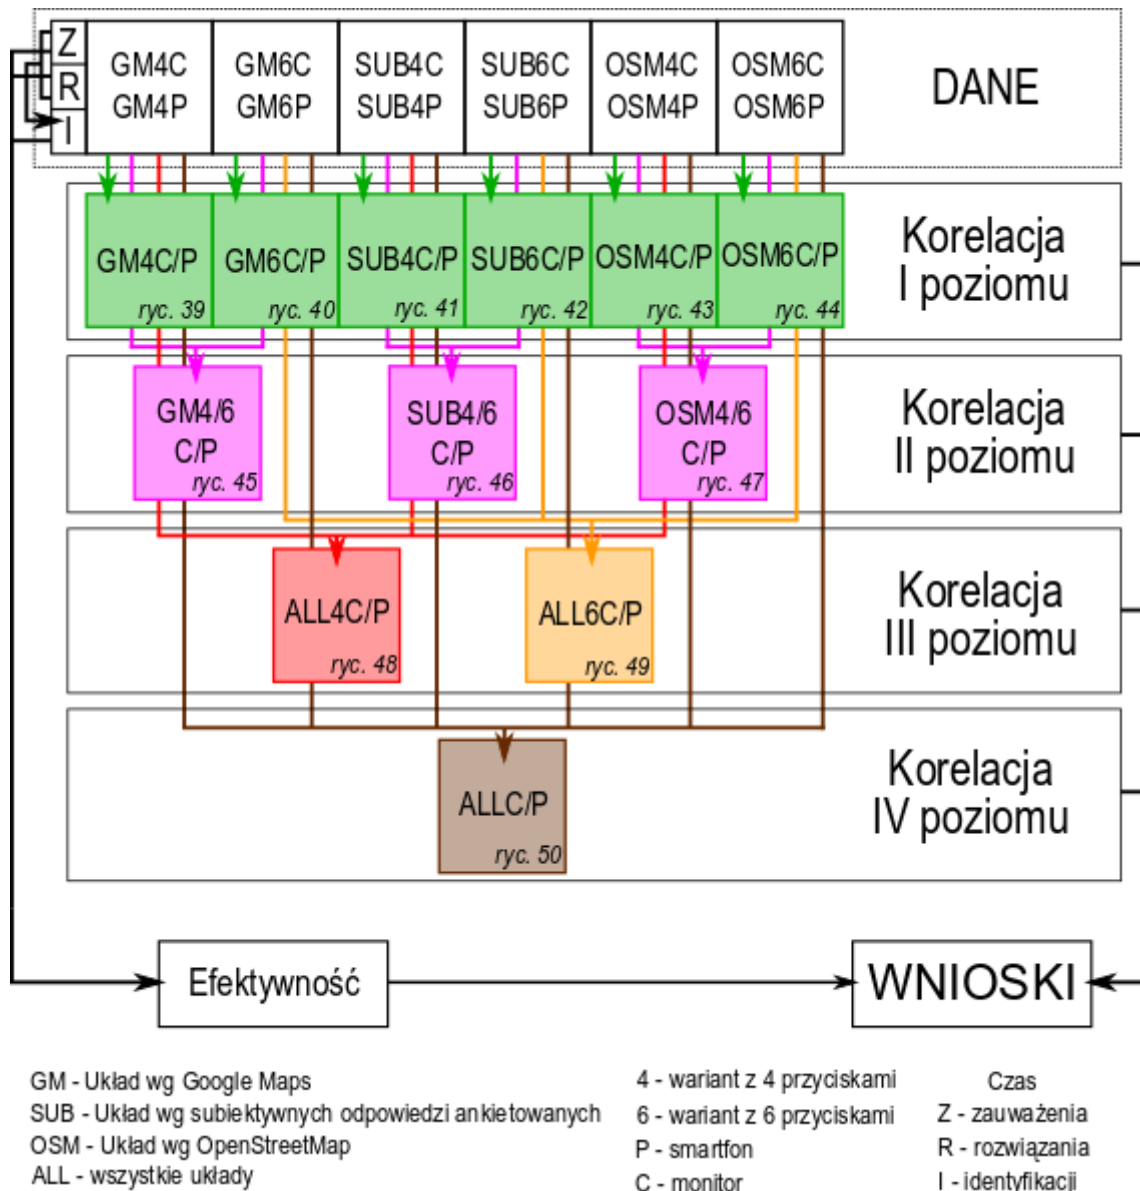 Z
R
I
GM4C
GM4P
GM6C
GM6P
SUB4C
SUB4P
SUB6C
SUB6P
OSM4C
OSM4P
OSM6C
OSM6P
DANE
GM4C/P
ryc. 39
GM6C/P
ryc. 40
SUB4C/P
ryc. 41
SUB6C/P
ryc. 42
OSM4C/P
ryc. 43
OSM6C/P
ryc. 44
Korelacja
I poziomu
GM4/6
C/P
ryc. 45
SUB4/6
C/P
ryc. 46
OSM4/6
C/P
ryc. 47
Korelacja
II poziomu
ALL4C/P
ryc. 48
ALL6C/P
ryc. 49
Korelacja
III poziomu
ALLC/P
ryc. 50
Korelacja
IV poziomu
Efektywność
WNIOSKI
GM - Układ wg Google Maps
SUB - Układ wg subiektywnych odpowiedzi ankietowanych
OSM - Układ wg OpenStreetMap
ALL - wszystkie układy
4 - wariant z 4 przyciskami
6 - wariant z 6 przyciskami
P - smartfon
C - monitor
Czas
Z - zauważenia
R - rozwiązania
I - identyfikacji